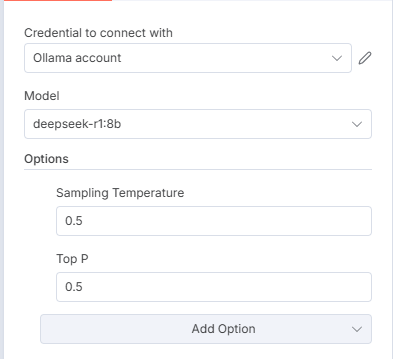 Credential to connect with
Ollama account
Model
deepseek-r1:8b
Options
Sampling Temperature
0.5
Top P
0.5
Add Option